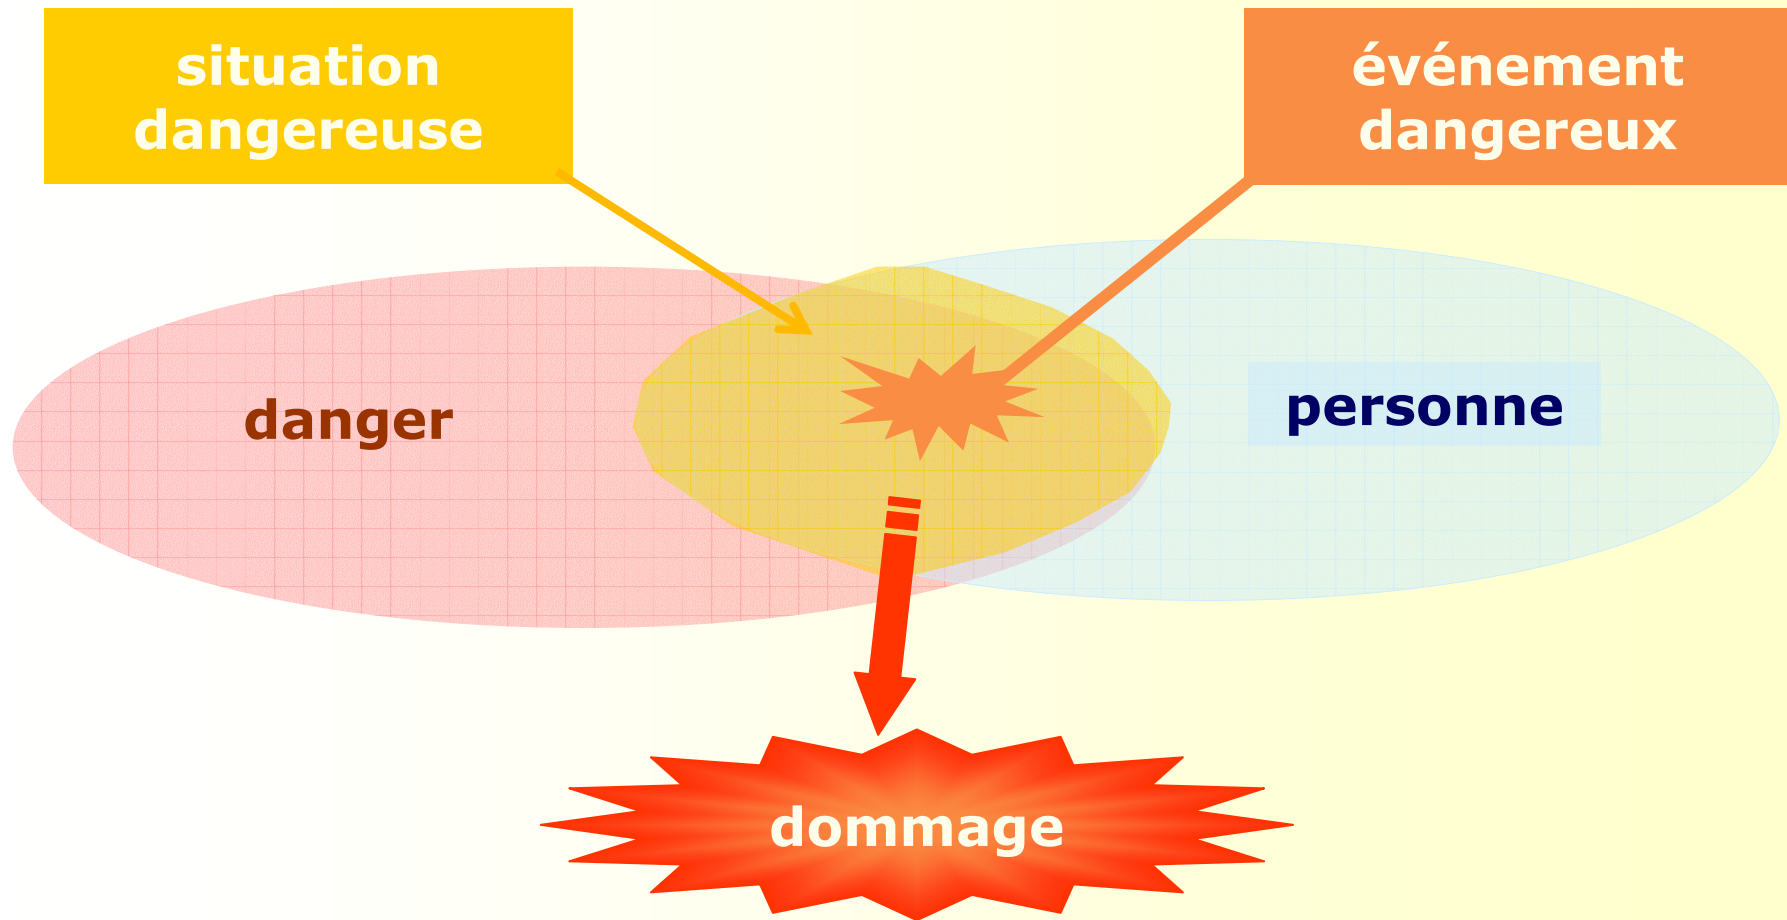 situation
dangereuse
événement
dangereux
danger
personne
dommage